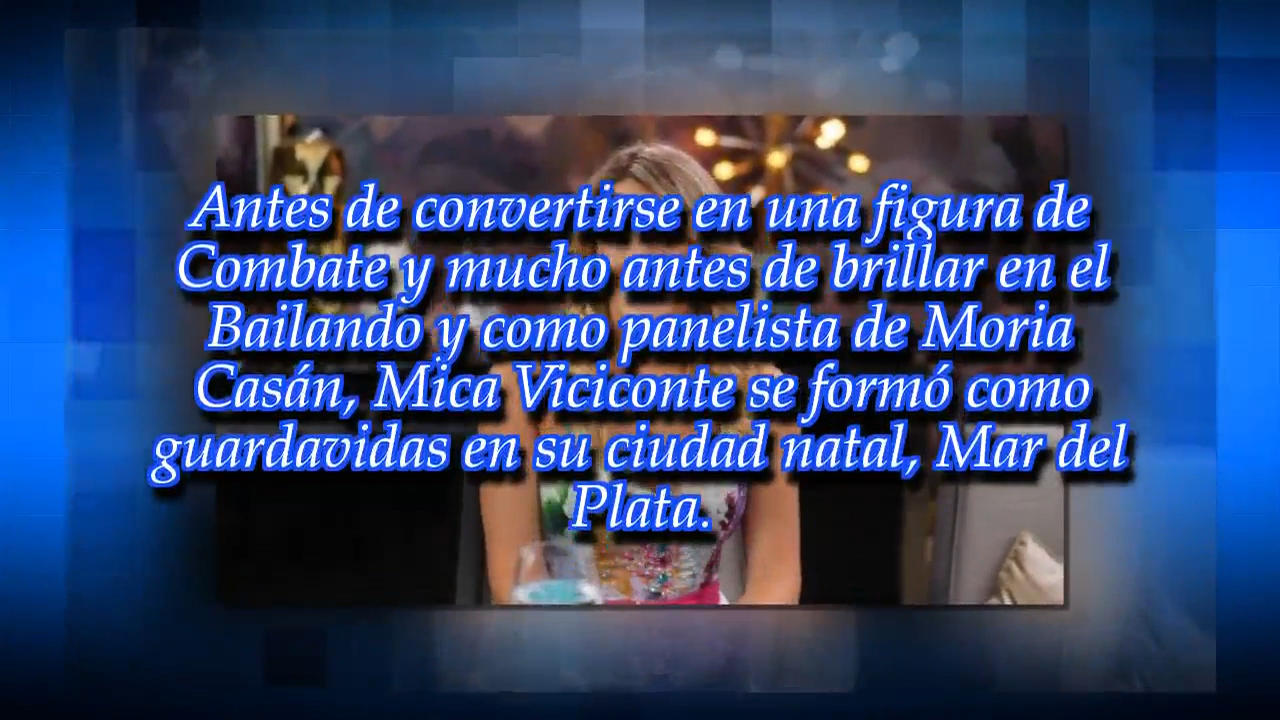 Antes de convertirse en una figura de
Combate y mucho antes de brillar en el
Bailando y como panelista de Moria
Casán, Mica Viciconte se formó como
guardavidas en su ciudad natal, Mar del
Plata.